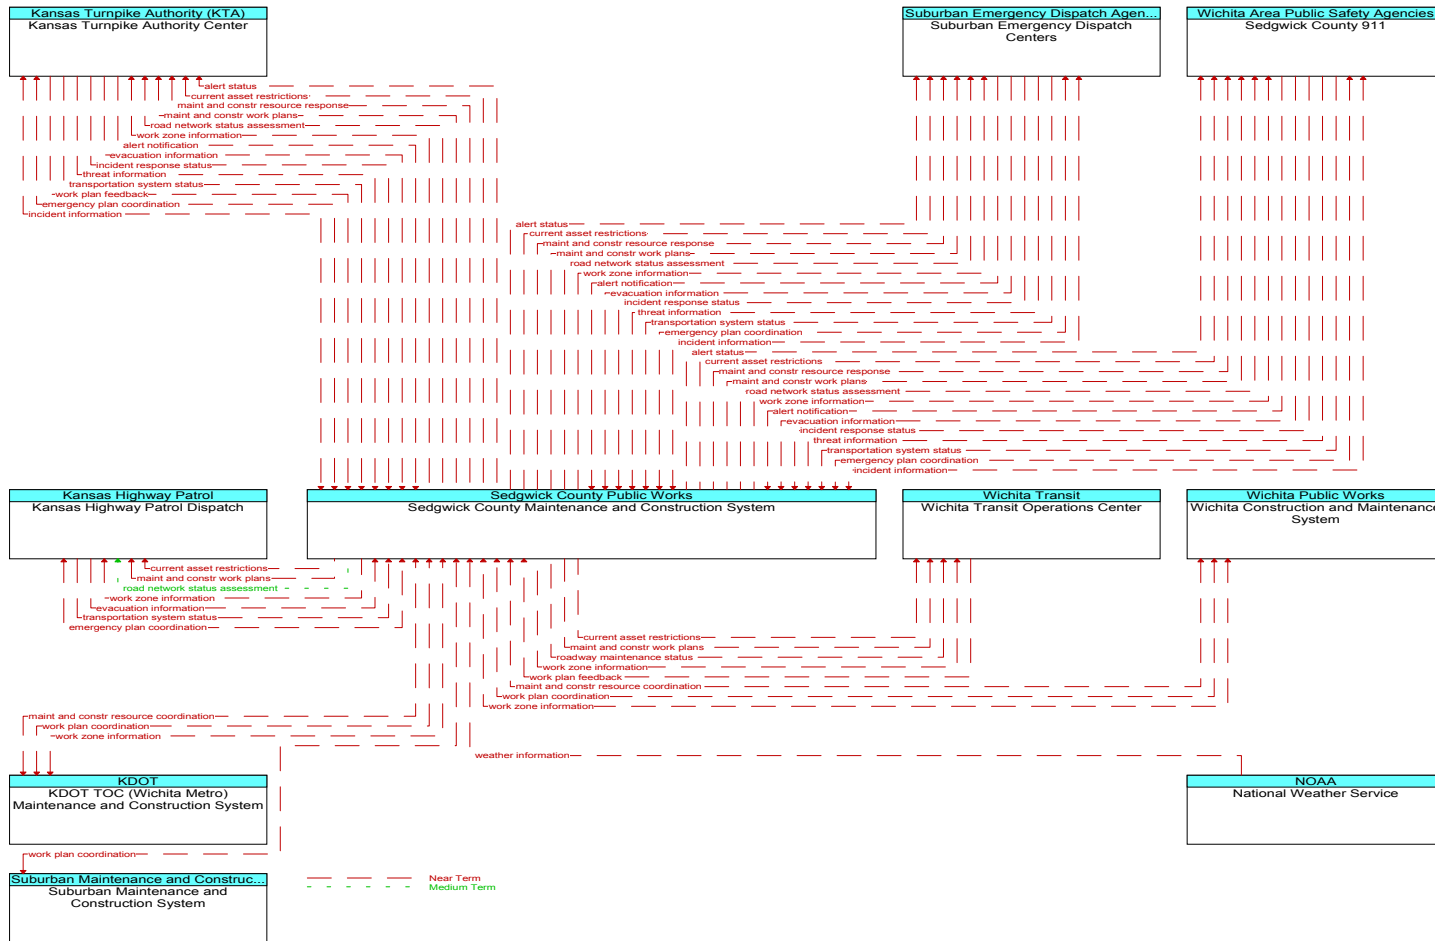 Kansas Turnpike Authority (KTA)
Kansas Turnpike Authority Center
Suburban Emergency Dispatch Agen...
Suburban Emergency Dispatch
Centers
Wichita Area Public Safety Agencies
Sedgwick County 911
alert status
current asset restrictions
maint and constr resource response
maint and constr work plans
road network status assessment
work zone information
alert notification
evacuation information
incident response status
threat information
transportation system status
work plan feedback
emergency plan coordination
incident information
alert status
current asset restrictions
maint and constr resource response
maint and constr work plans
road network status assessment
work zone information
alert notification
evacuation information
incident response status
threat information
transportation system status
emergency plan coordination
incident information
alert status
current asset restrictions
maint and constr resource response
maint and constr work plans
road network status assessment
work zone information
alert notification
evacuation information
incident response status
threat information
transportation system status
emergency plan coordination
incident information
Kansas Highway Patrol
Kansas Highway Patrol Dispatch
Sedgwick County Public Works
Sedgwick County Maintenance and Construction System
Wichita Transit
Wichita Transit Operations Center
Wichita Public Works
Wichita Construction and Maintenance
System
current asset restrictions
maint and constr work plans
road network status assessment
work zone information
evacuation information
transportation system status
emergency plan coordination
current asset restrictions
maint and constr work plans
roadway maintenance status
work zone information
work plan feedback
maint and constr resource coordination
work plan coordination
work zone information
maint and constr resource coordination
work plan coordination
work zone information
weather information
KDOT
KDOT TOC (Wichita Metro)
Maintenance and Construction System
NOAA
National Weather Service
work plan coordination
Suburban Maintenance and Construc...
Suburban Maintenance and
Construction System
Near Term
Medium Term